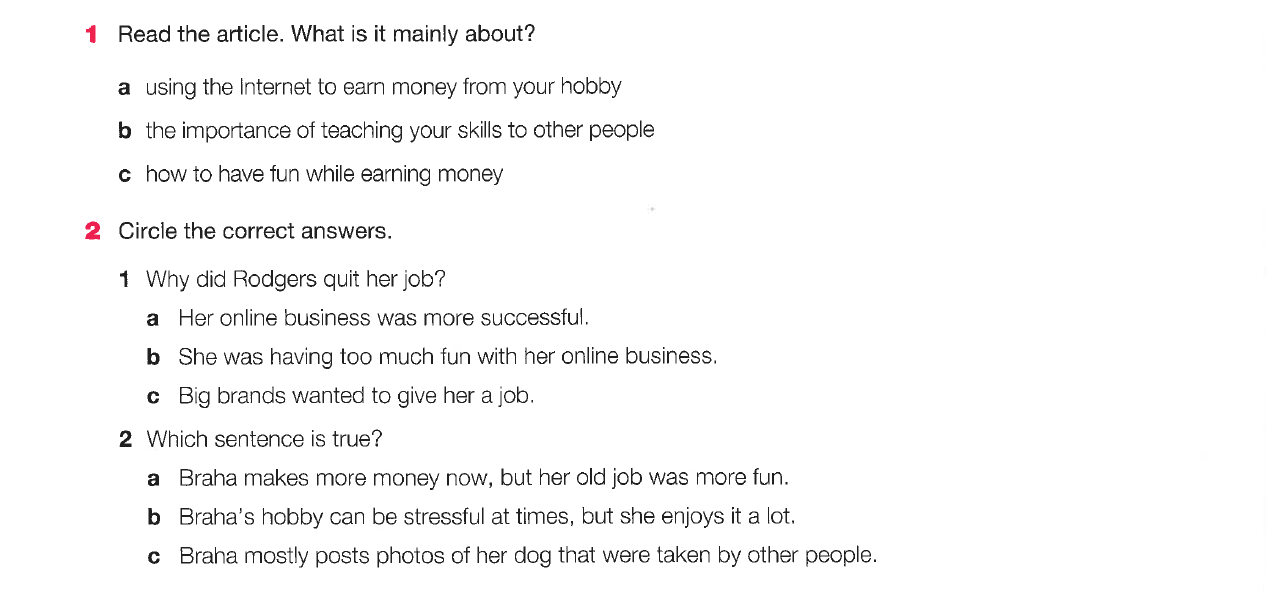 1 Read the article. What is it mainly about?
a using the Internet to earn money from your hobby
b the importance of teaching your skills to other people
c how to have fun while earning money
2 Circle the correct answers.
1 Why did Rodgers quit her job?
a Her online business was more successful.
b She was having too much fun with her online business.
c Big brands wanted to give her a job.
2 Which sentence is true?
a Braha makes more money now, but her old job was more fun.
b Braha's hobby can be stressful at times, but she enjoys it a lot.
c Braha mostly posts photos of her dog that were taken by other people.